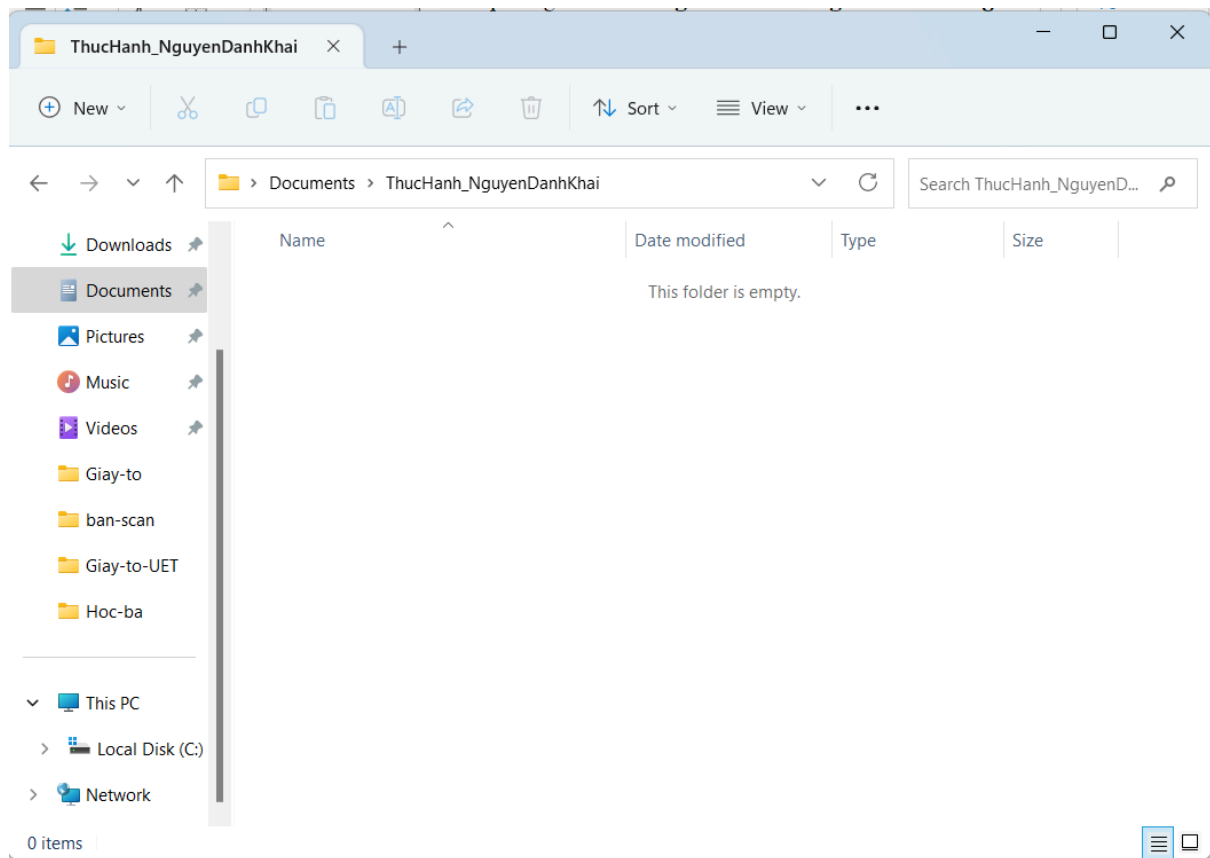 ThucHanh_NguyenDanhKhai
New
Sort
View
Documents > ThucHanh_NguyenDanhKhai
Search ThucHanh_NguyenD...
Name Date modified Type Size
This folder is empty.
Downloads
Documents
Pictures
Music
Videos
Giay-to
ban-scan
Giay-to-UET
Hoc-ba
This PC
Local Disk (C:)
Network
0 items